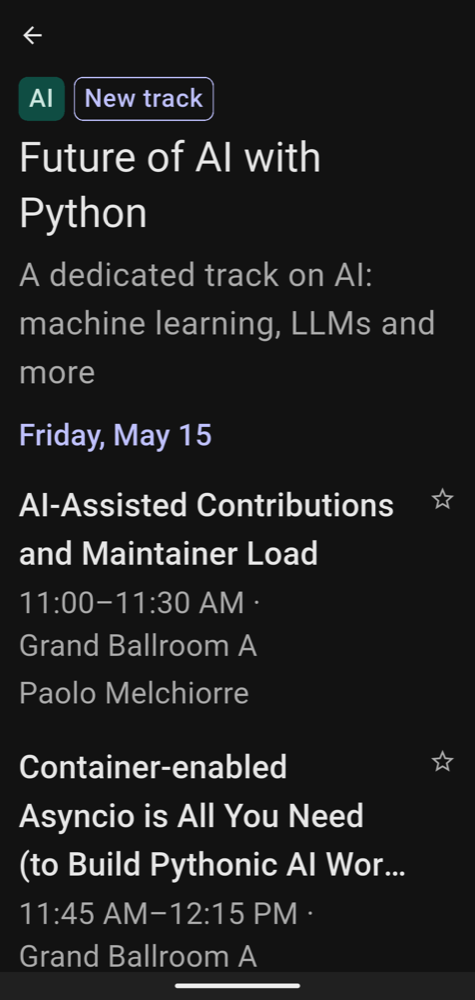 AI New track
Future of AI with
Python
A dedicated track on AI:
machine learning, LLMs and
more
Friday, May 15
AI-Assisted Contributions
and Maintainer Load
11:00–11:30 AM ·
Grand Ballroom A
Paolo Melchiorre
Container-enabled
Asyncio is All You Need
(to Build Pythonic AI Wor…
11:45 AM–12:15 PM ·
Grand Ballroom A